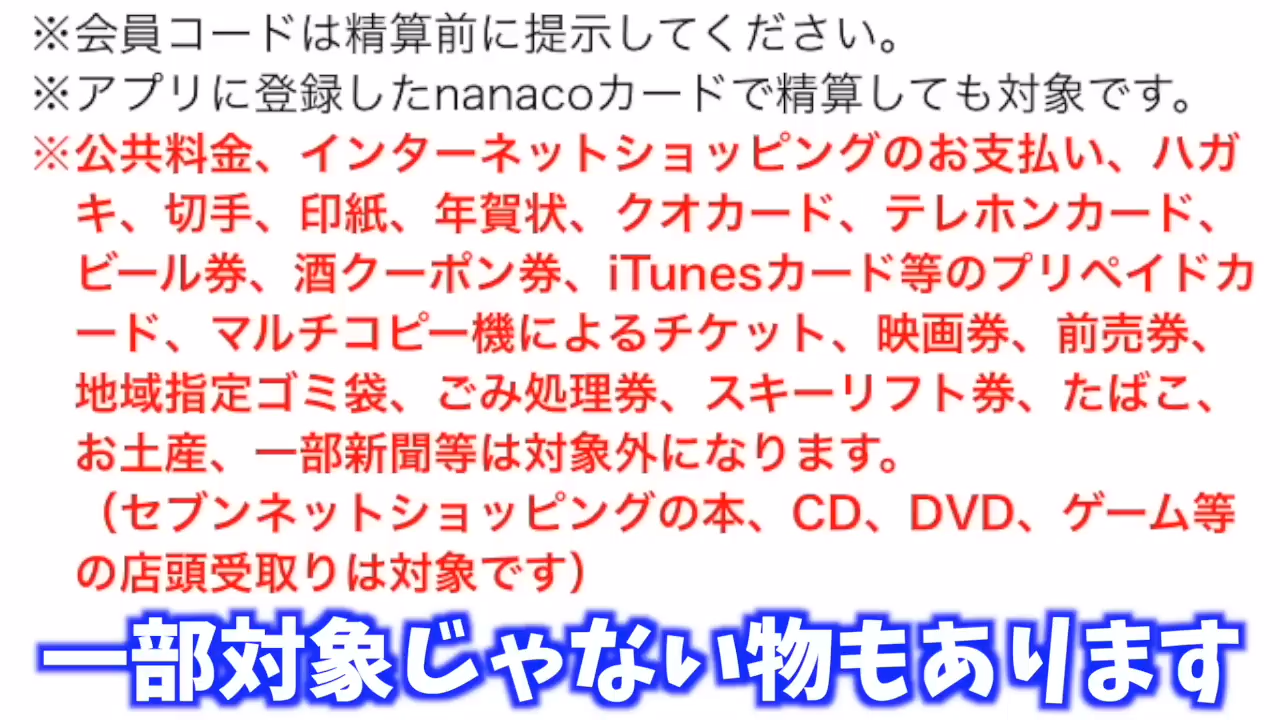 ※会員コードは精算前に提示してください。
※アプリに登録したnanacoカードで精算しても対象です。
※公共料金、インターネットショッピングのお支払い、ハガ
キ、切手、印紙、年賀状、クオカード、テレホンカード、
ビール券、酒クーポン券、iTunesカード等のプリペイドカ
ード、マルチコピー機によるチケット、映画券、前売券、
地域指定ゴミ袋、ごみ処理券、スキーリフト券、たばこ、
お土産、一部新聞等は対象外になります。
（セブンネットショッピングの本、CD、DVD、ゲーム等
の店頭受取りは対象です）
一部対象じゃない物もあります